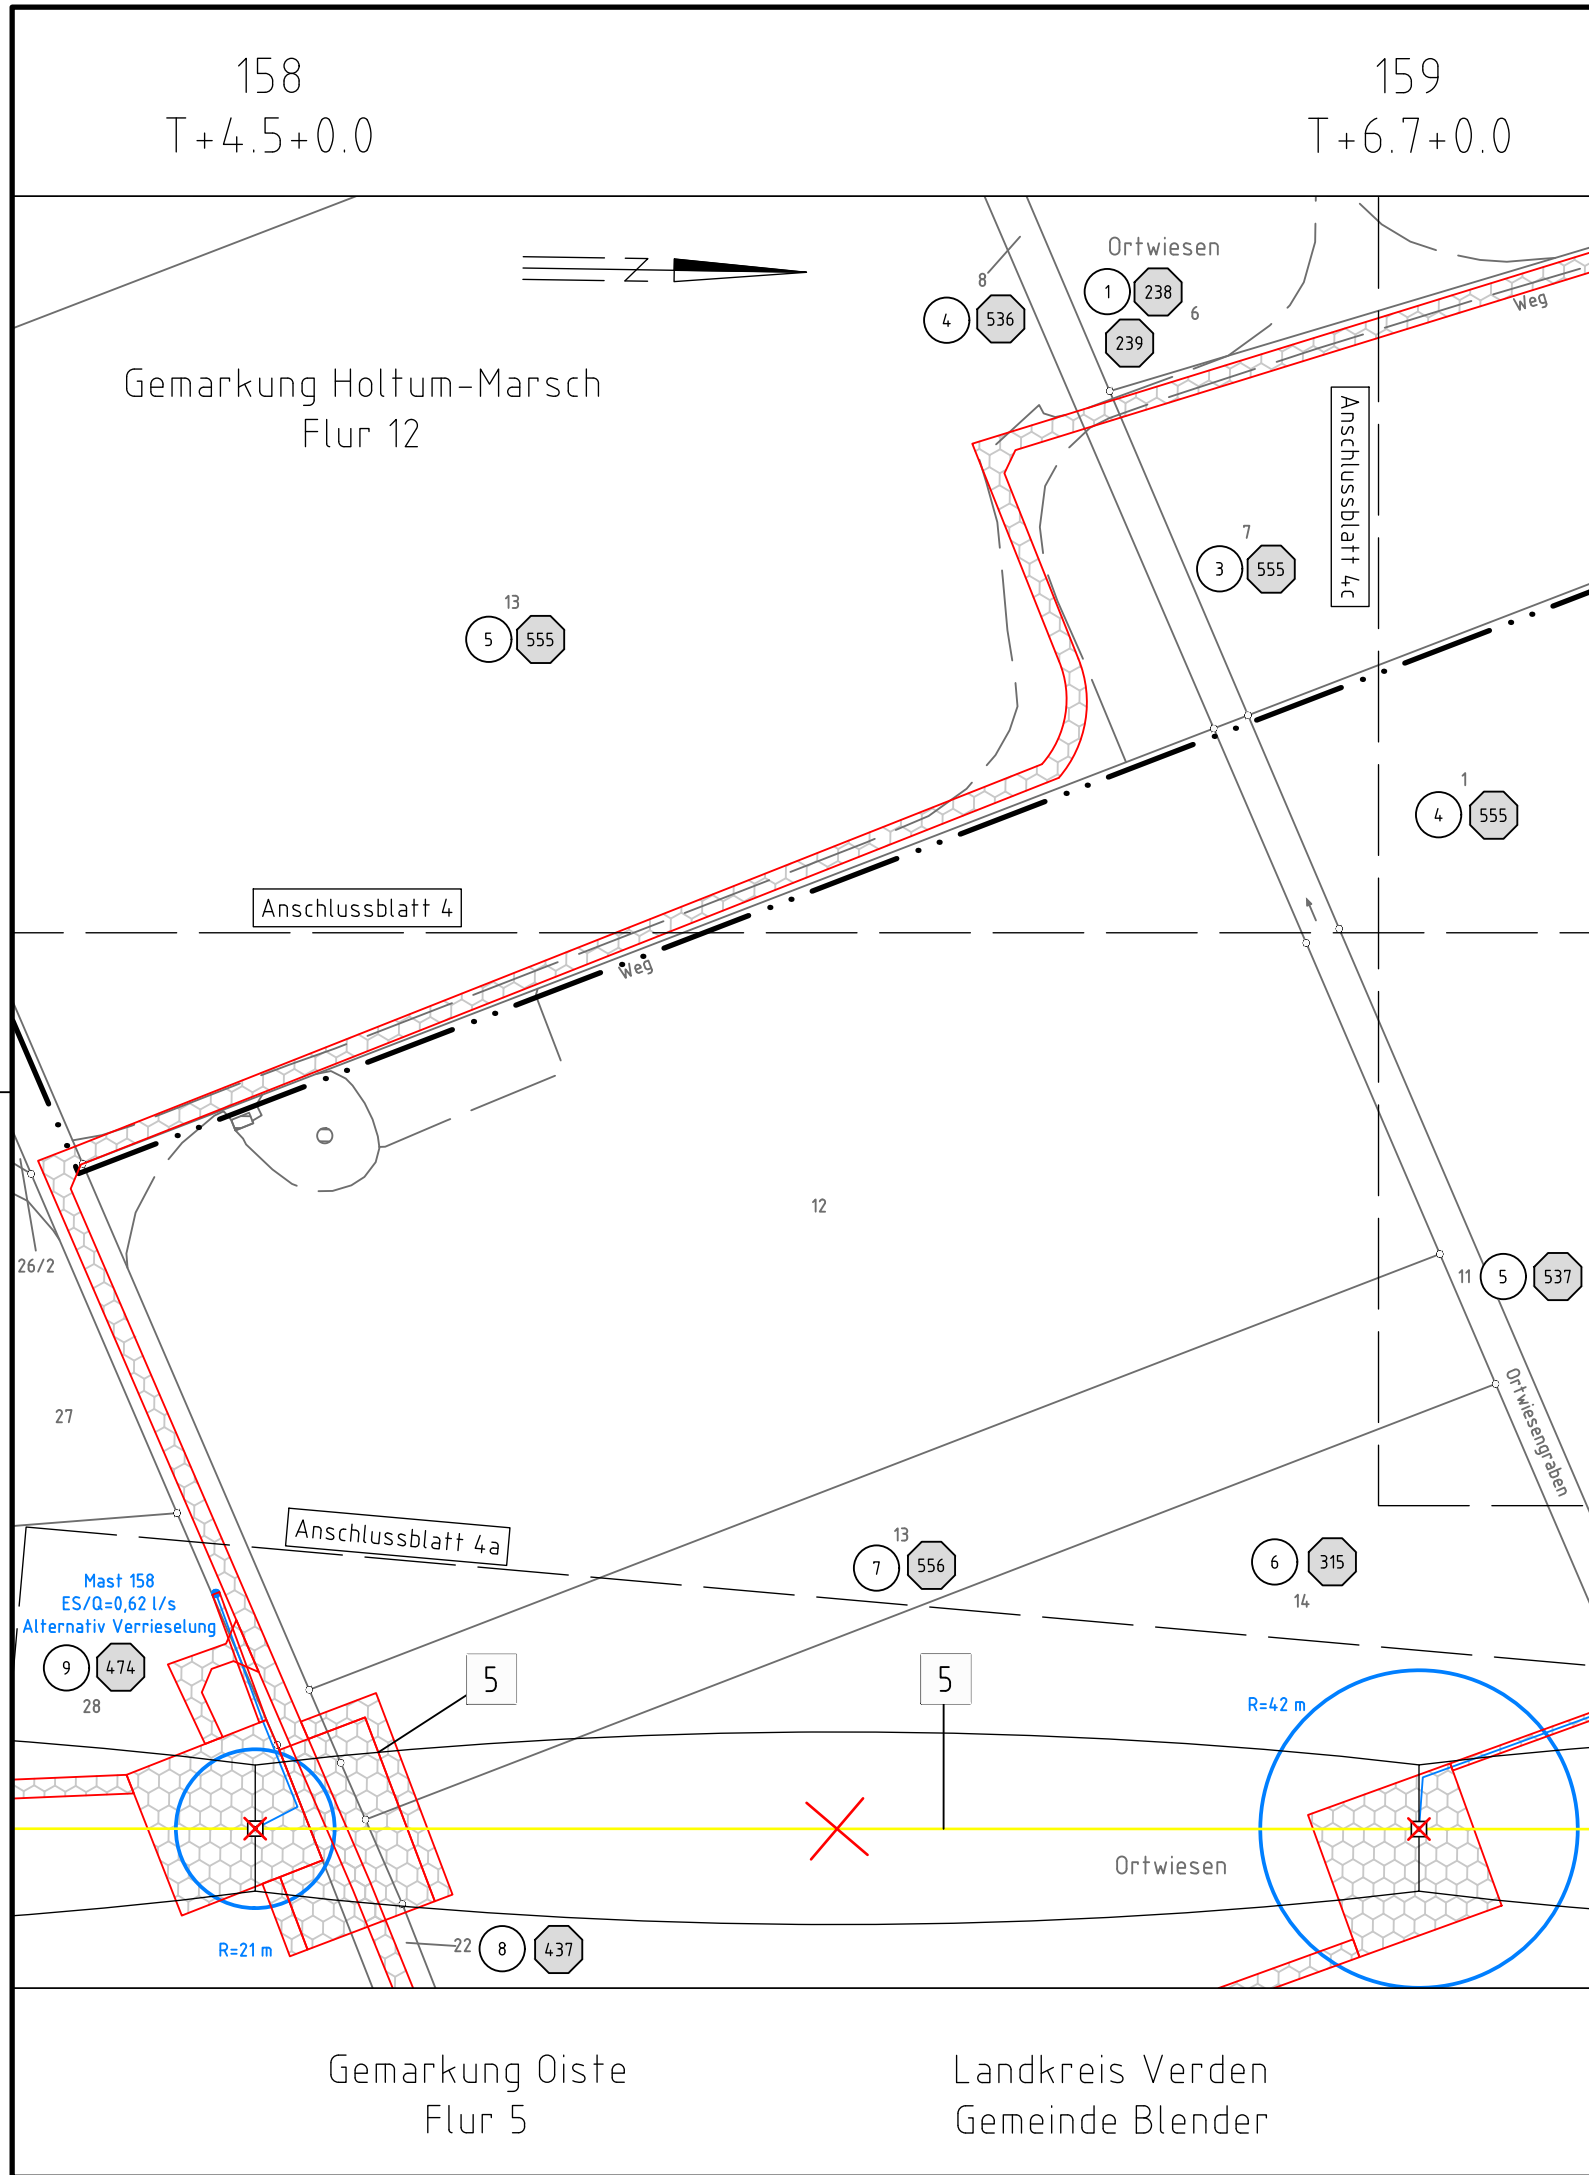 158
T+4.5+0.0
159
T+6.7+0.0
Ortwiesen
N
8
4 536
1 238
6
239
Weg
Gemarkung Holtum-Marsch
Flur 12
Anschlussblatt 4c
7
3 555
13
5 555
1
4 555
Anschlussblatt 4
Weg
12
26/2
11 5 537
Ortwiesengraben
27
Anschlussblatt 4a
13
7 556
6 315
14
Mast 158
ES/Q=0,62 l/s
Alternativ Verrieselung
9 474
28
5
5
R=42 m
Ortwiesen
R=21 m
22 8 437
Gemarkung Oiste
Flur 5
Landkreis Verden
Gemeinde Blender